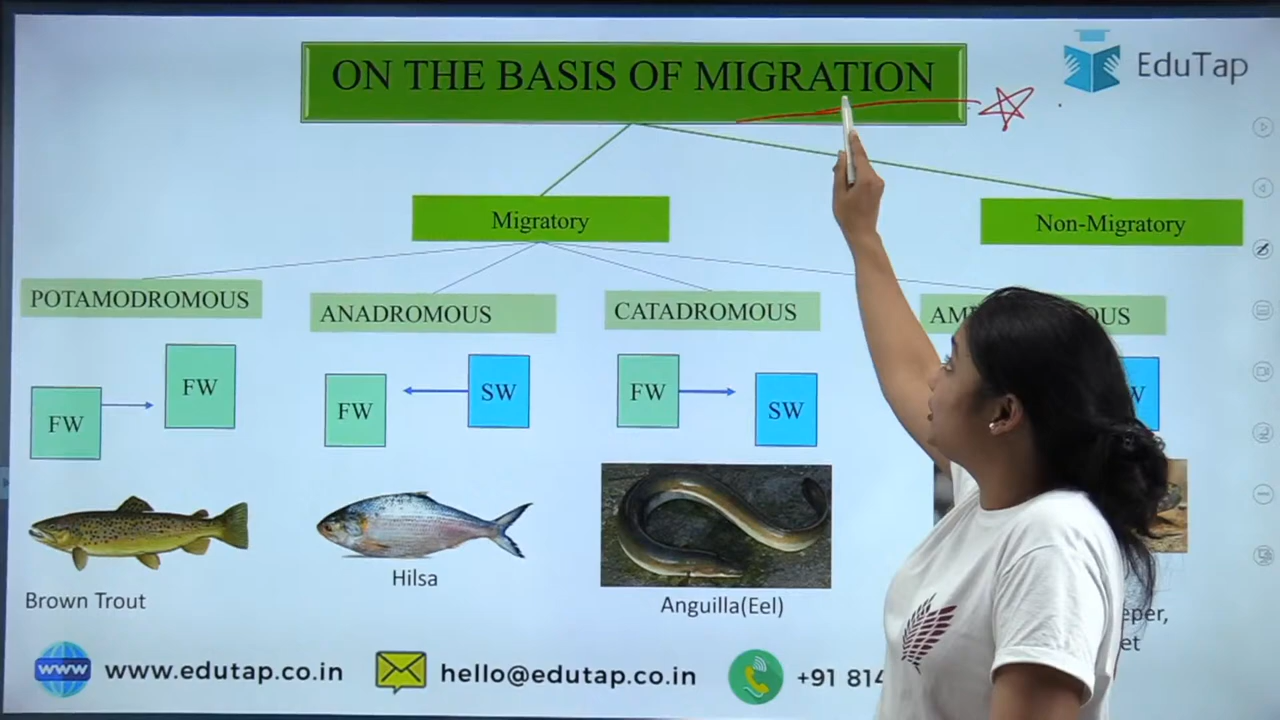 ON THE BASIS OF MIGRATION
EduTap
Migratory
Non-Migratory
POTAMODROMOUS
ANADROMOUS
CATADROMOUS
FW
FW
FW
SW
FW
SW
Brown Trout
Hilsa
Anguilla(Eel)
www
www.edutap.co.in
hello@edutap.co.in
+91 814